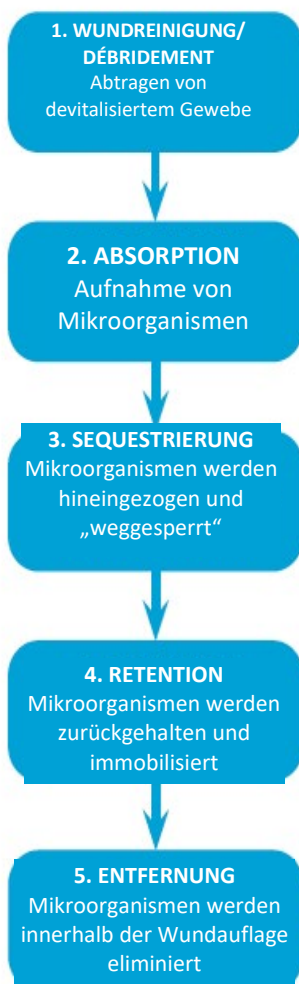 1. WUNDREINIGUNG/
DÉBRIDEMENT
Abtragen von
devitalisiertem Gewebe
2. ABSORPTION
Aufnahme von
Mikroorganismen
3. SEQUESTRIERUNG
Mikroorganismen werden
hineingezogen und
„weggesperrt“
4. RETENTION
Mikroorganismen werden
zurückgehalten und
immobilisiert
5. ENTFERNUNG
Mikroorganismen werden
innerhalb der Wundauflage
eliminiert